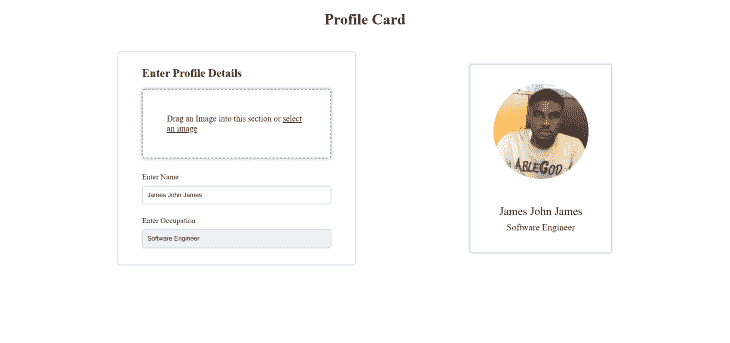 Profile Card
Enter Profile Details
Drag an Image into this section or select
an image
Enter Name
James John James
Enter Occupation
Software Engineer
ABLEGOD
James John James
Software Engineer